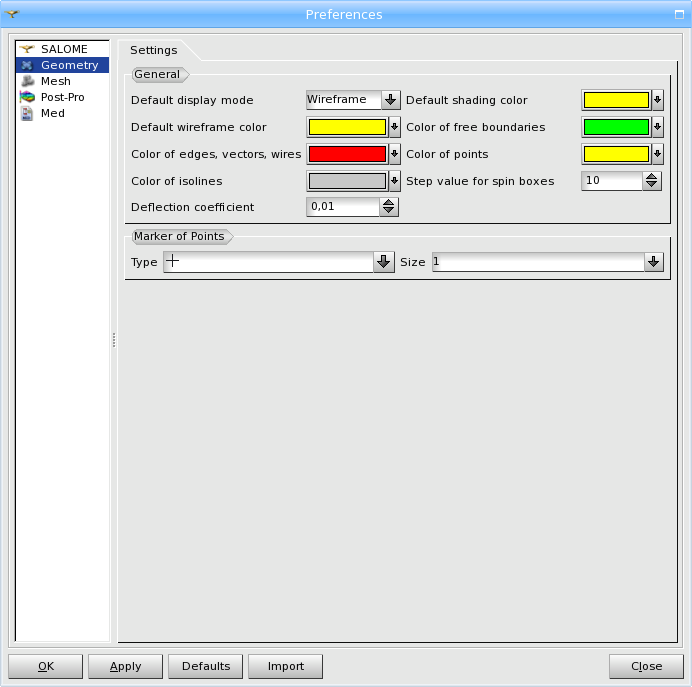 Preferences
SALOME
Geometry
Mesh
Post-Pro
Med
Settings
General
Default display mode Wireframe Default shading color
Default wireframe color Color of free boundaries
Color of edges, vectors, wires Color of points
Color of isolines Step value for spin boxes 10
Deflection coefficient 0,01
Marker of Points
Type Size 1
OK Apply Defaults Import Close